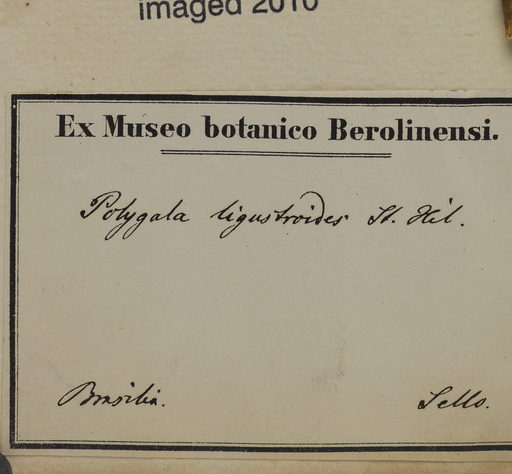 imaged 2010
Ex Museo botanico Berolinensi.
Polygala ligustroides St. Hil.
Brasilia. Sello.